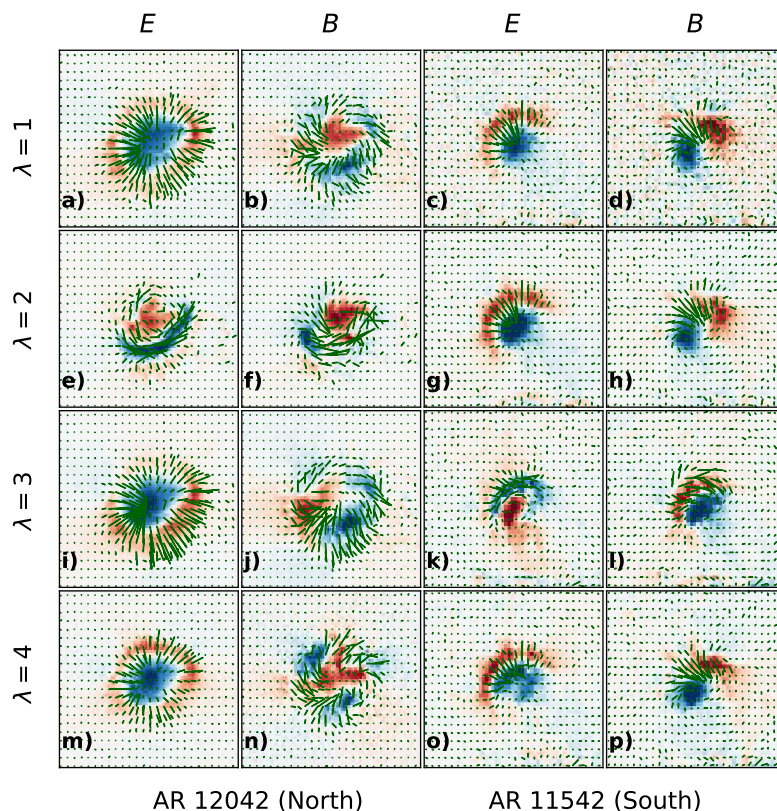 E B E B
λ = 1
a) b) c) d)
λ = 2
e) f) g) h)
λ = 3
i) j) k) l)
λ = 4
m) n) o) p)
AR 12042 (North) AR 11542 (South)